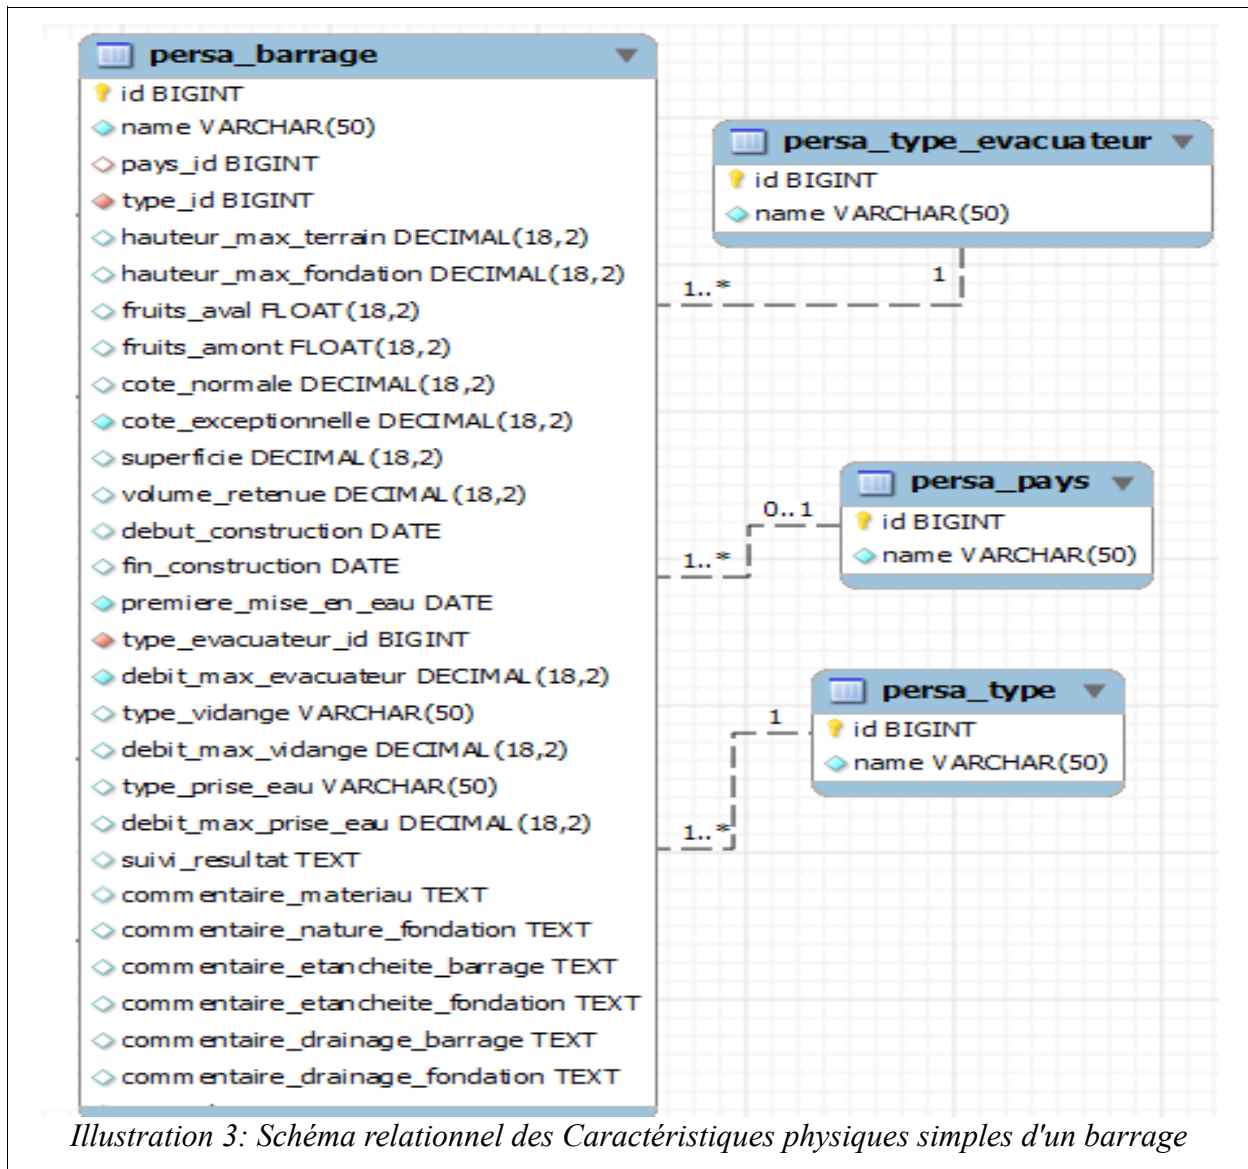 persa_barrage
id BIGINT
name VARCHAR(50)
pays_id BIGINT
type_id BIGINT
hauteur_max_terrain DECIMAL(18,2)
hauteur_max_fondation DECIMAL(18,2)
fruits_aval FLOAT(18,2)
fruits_amont FLOAT(18,2)
cote_normale DECIMAL(18,2)
cote_exceptionnelle DECIMAL(18,2)
superficie DECIMAL(18,2)
volume_retenue DECIMAL(18,2)
debut_construction DATE
fin_construction DATE
premiere_mise_en_eau DATE
type_evacuateur_id BIGINT
debit_max_evacuateur DECIMAL(18,2)
type_vidange VARCHAR(50)
debit_max_vidange DECIMAL(18,2)
type_prise_eau VARCHAR(50)
debit_max_prise_eau DECIMAL(18,2)
suivi_resultat TEXT
commentaire_materiau TEXT
commentaire_nature_fondation TEXT
commentaire_etancheite_barrage TEXT
commentaire_etancheite_fondation TEXT
commentaire_drainage_barrage TEXT
commentaire_drainage_fondation TEXT
persa_type_evacuateur
id BIGINT
name VARCHAR(50)
1..*
1
persa_pays
id BIGINT
name VARCHAR(50)
0..1
1..*
persa_type
id BIGINT
name VARCHAR(50)
1
1..*
Illustration 3: Schéma relationnel des Caractéristiques physiques simples d'un barrage